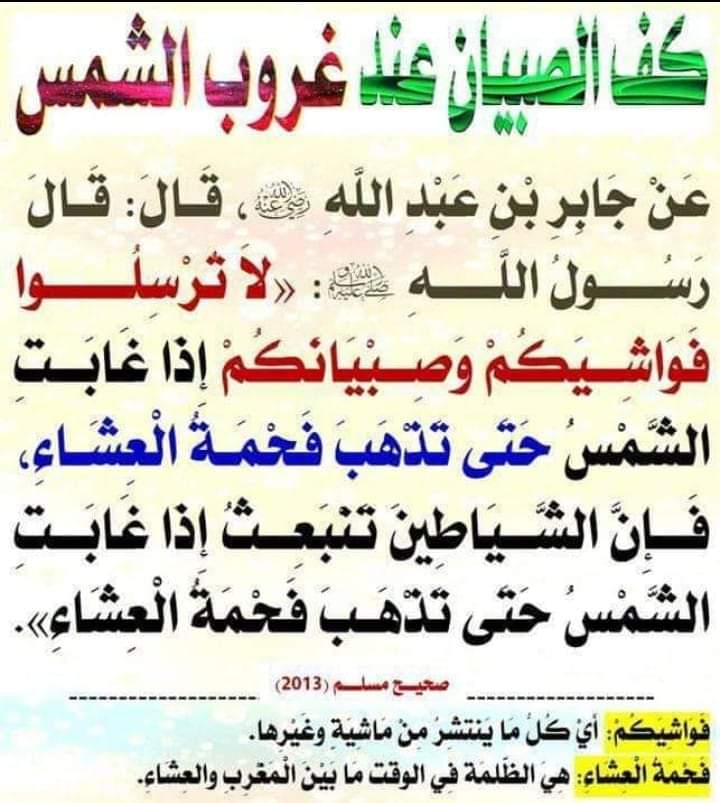 كف الصبيان عند غروب الشمس
عَنْ جَابِرِ بْنِ عَبْدِ اللَّهِ رضي الله عنه، قَالَ: قَالَ
رَسُولُ اللَّهِ ﷺ: «لَا تُرْسِلُوا
فَوَاشِيَكُمْ وَصِبْيَانَكُمْ إِذَا غَابَتِ
الشَّمْسُ حَتَّى تَذْهَبَ فَحْمَةُ الْعِشَاءِ،
فَإِنَّ الشَّيَاطِينَ تَنْبَعِثُ إِذَا غَابَتِ
الشَّمْسُ حَتَّى تَذْهَبَ فَحْمَةُ الْعِشَاءِ».
صحيح مسلم (2013)
فَوَاشِيَكُمْ: أَيْ كُلُّ مَا يَنْتَشِرُ مِنْ مَاشِيَةٍ وَغَيْرِهَا.
فَحْمَةُ الْعِشَاءِ: هِيَ الظُّلْمَةُ فِي الْوَقْتِ مَا بَيْنَ الْمَغْرِبِ وَالْعِشَاءِ.